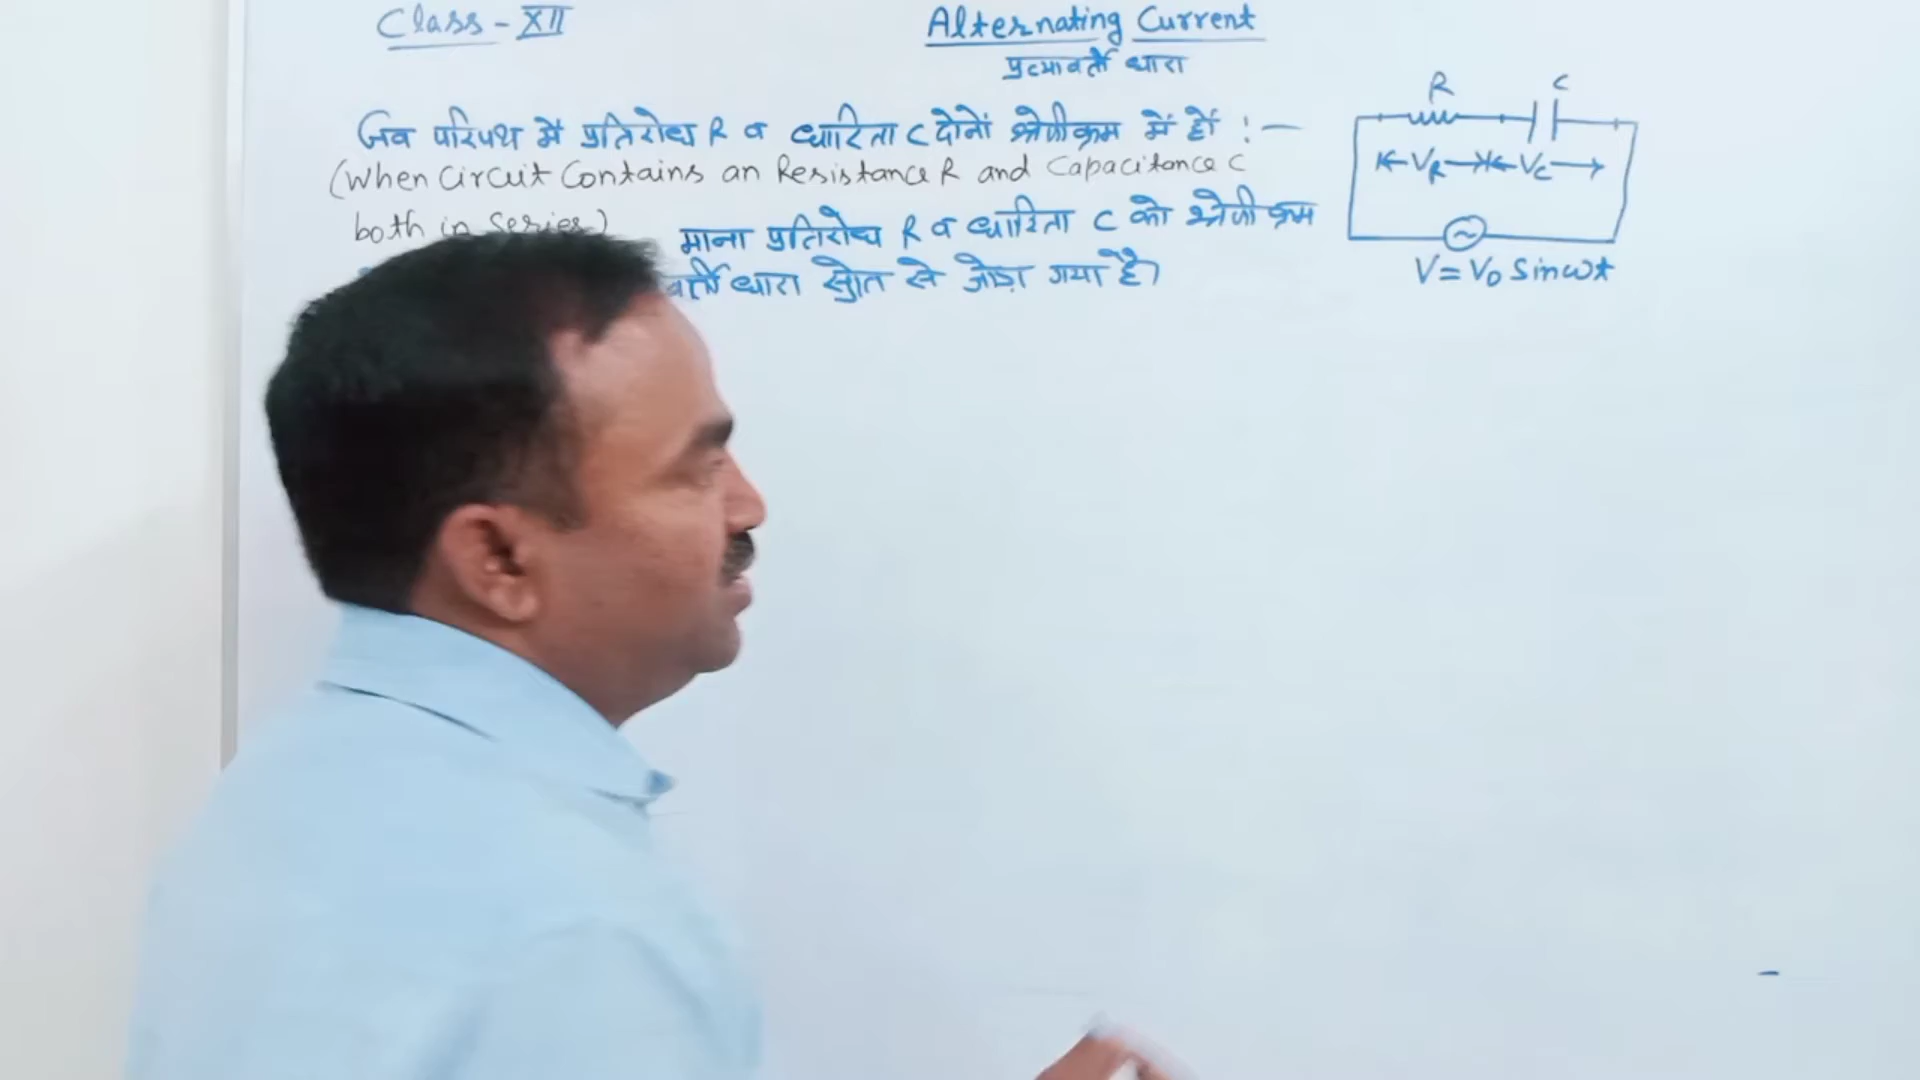 Class - XII
Alternating Current
प्रत्यावर्ती धारा
जब परिपथ में प्रतिरोध R व धारिता C दोनों श्रेणीक्रम में हों :-
(When Circuit Contains an Resistance R and Capacitance C
both in Series)
माना प्रतिरोध R व धारिता C को श्रेणीक्रम
धारा स्रोत से जोड़ा गया है।
R
C
V_R
V_C
~
V = V₀ Sinωt